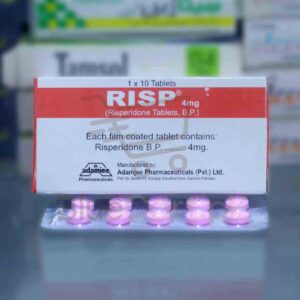 Tamsol
1 x 10 Tablets
RISP® 4mg
(Risperidone Tablets, B.P.)
Each film coated tablet contains:
Risperidone B.P. .......... 4mg.
Adamjee
Pharmaceuticals
Manufactured by:
Adamjee Pharmaceuticals (Pvt.) Ltd.